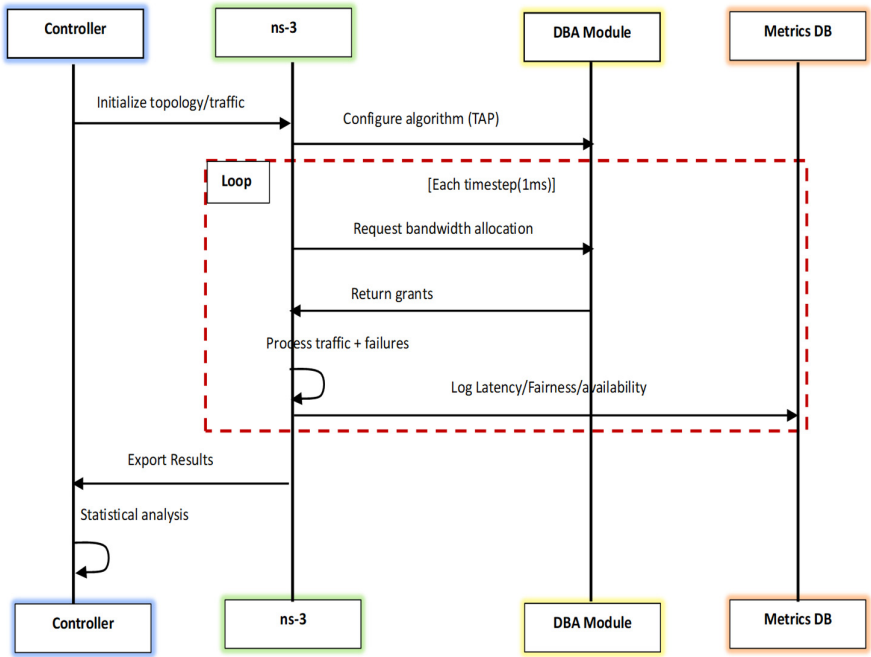 Controller
ns-3
DBA Module
Metrics DB
Initialize topology/traffic
Configure algorithm (TAP)
Loop
[Each timestep(1ms)]
Request bandwidth allocation
Return grants
Process traffic + failures
Log Latency/Fairness/availability
Export Results
Statistical analysis
Controller
ns-3
DBA Module
Metrics DB